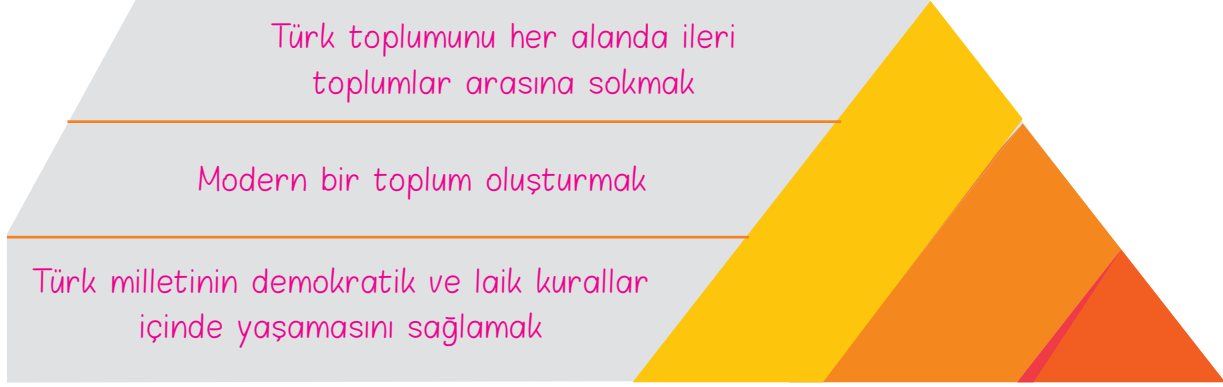 Türk toplumunu her alanda ileri
toplumlar arasına sokmak
Modern bir toplum oluşturmak
Türk milletinin demokratik ve laik kurallar
içinde yaşamasını sağlamak